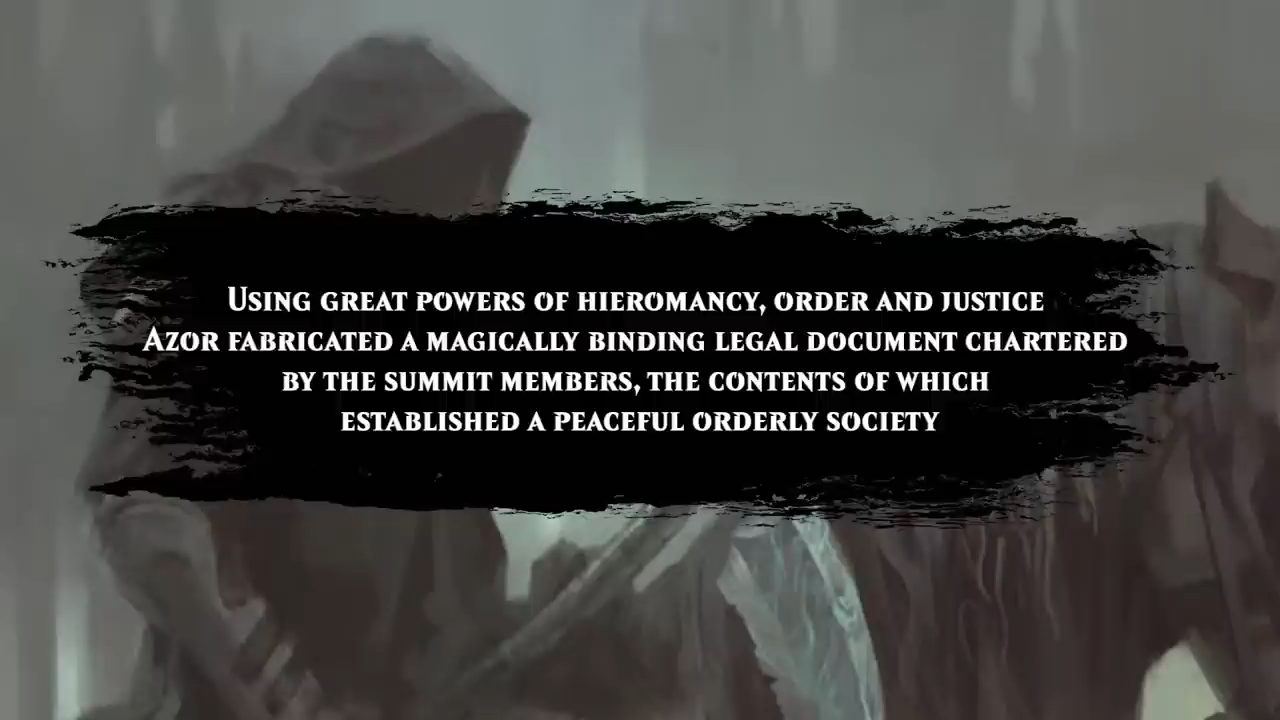 Using great powers of hieromancy, order and justice
Azor fabricated a magically binding legal document chartered
by the summit members, the contents of which
established a peaceful orderly society